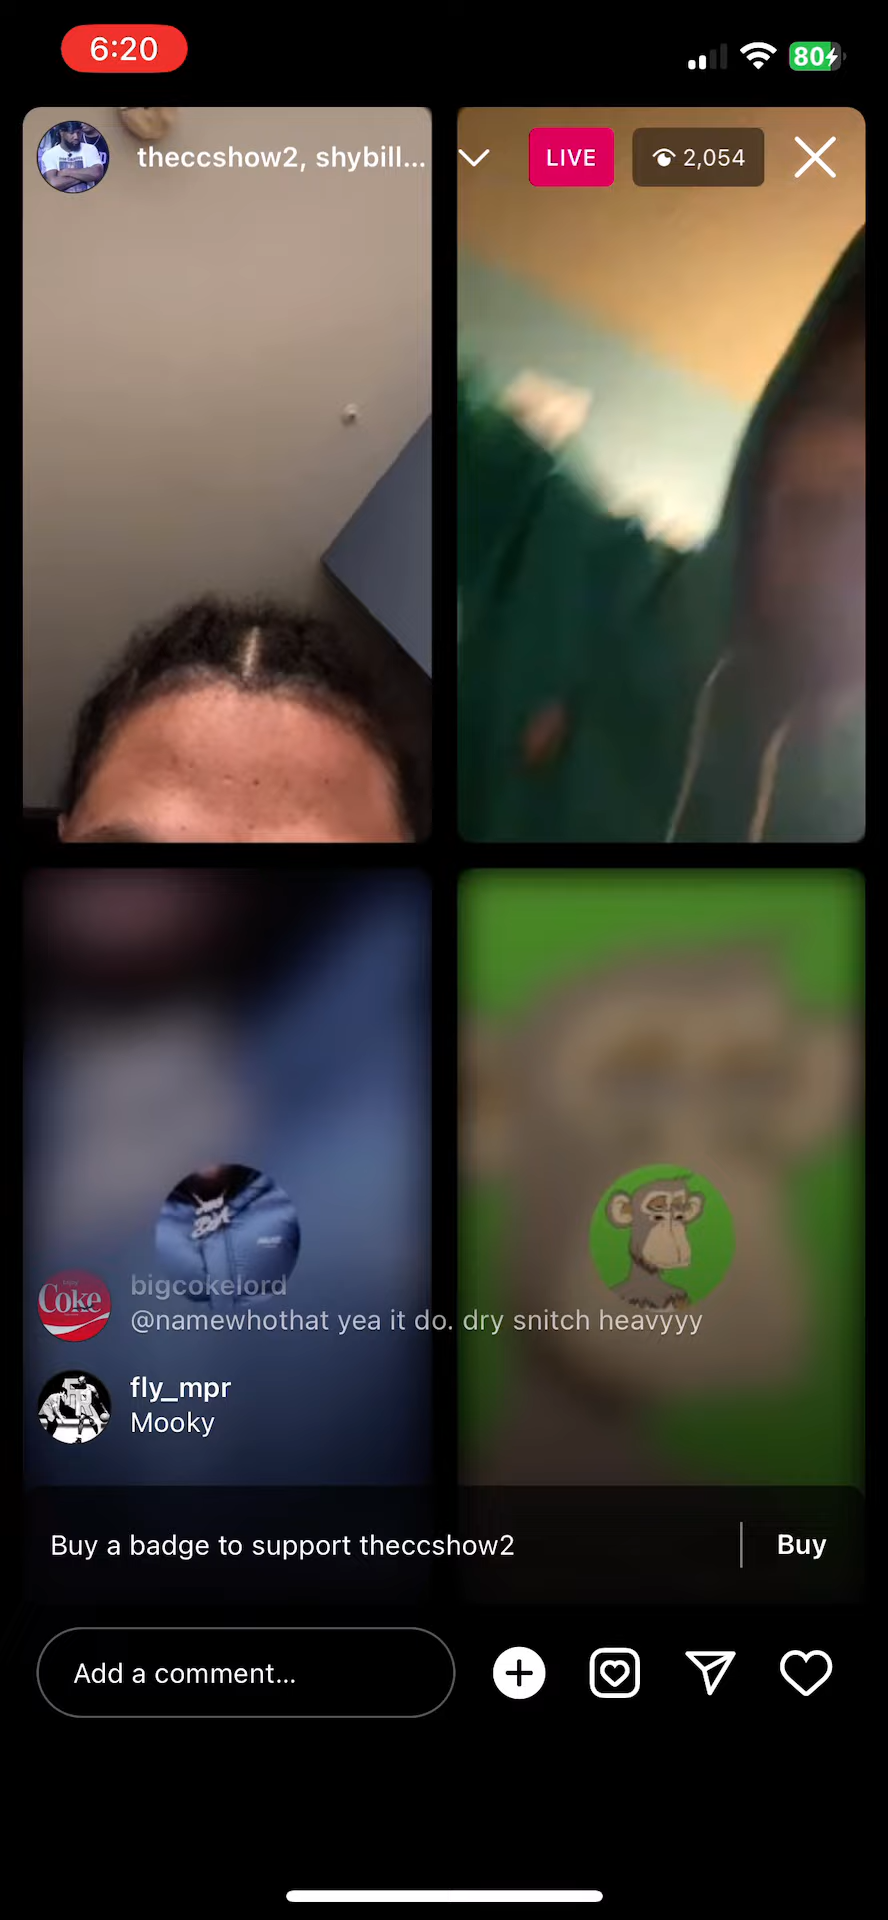 6:20
80
theccshow2, shybill...
LIVE
2,054
Coke
bigcokelord
@namewhothat yea it do. dry snitch heavyyy
fly_mpr
Mooky
Buy a badge to support theccshow2
Buy
Add a comment...